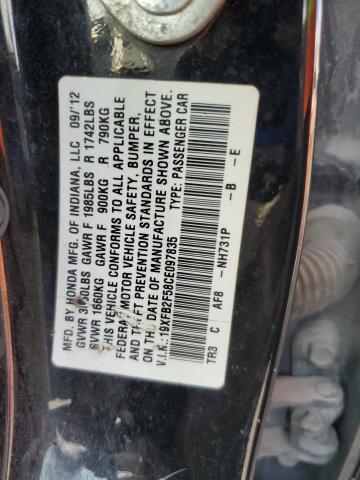 MFD. BY HONDA MFG. OF INDIANA, LLC 09/12
GVWR LBS GAWR F 1985LBS R 1742LBS
GVWR 1660KG GAWR F 900KG R 790KG
THIS VEHICLE CONFORMS TO ALL APPLICABLE
FEDERAL MOTOR VEHICLE SAFETY, BUMPER,
AND THEFT PREVENTION STANDARDS IN EFFECT
ON THE DATE OF MANUFACTURE SHOWN ABOVE.
V.I.N.:19XFB2F58CE097835 TYPE: PASSENGER CAR
TR3 C AF8 -NH731P -B -E